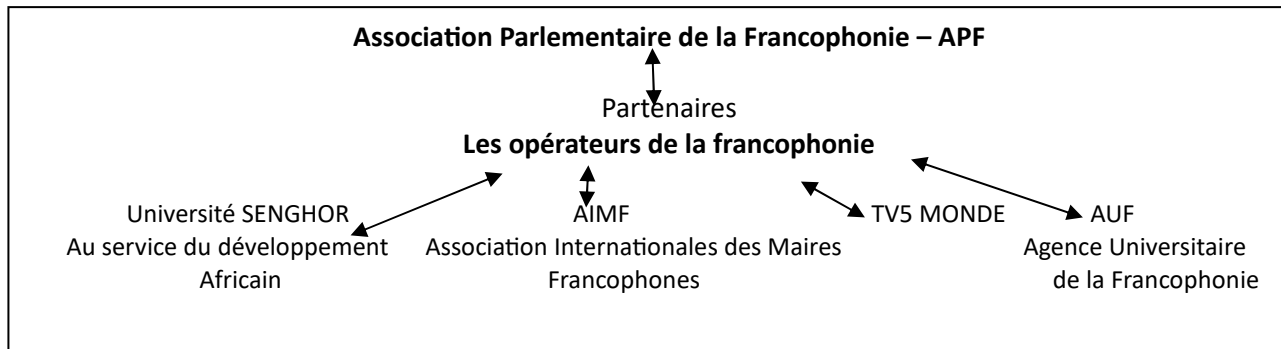 Association Parlementaire de la Francophonie – APF
Partenaires
Les opérateurs de la francophonie
Université SENGHOR
Au service du développement
Africain
AIMF
Association Internationales des Maires
Francophones
TV5 MONDE
AUF
Agence Universitaire
de la Francophonie